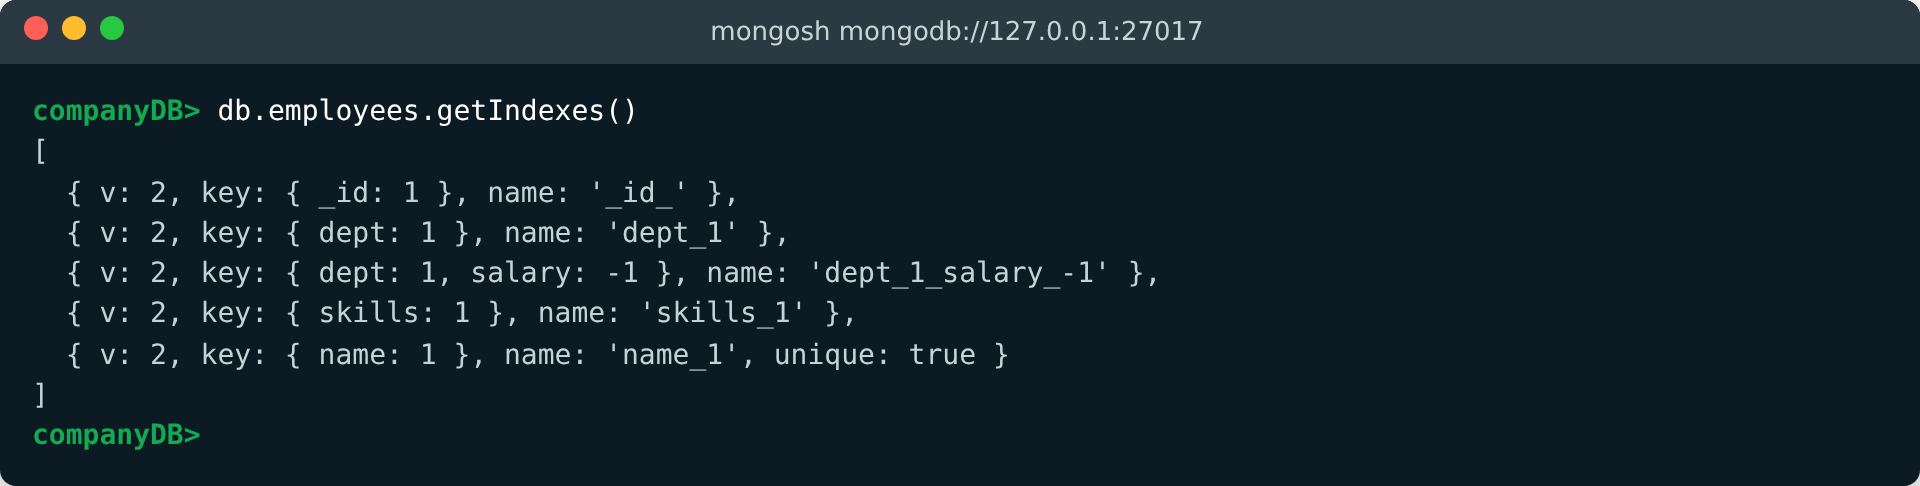 mongosh mongodb://127.0.0.1:27017
companyDB> db.employees.getIndexes()
[
  { v: 2, key: { _id: 1 }, name: '_id_' },
  { v: 2, key: { dept: 1 }, name: 'dept_1' },
  { v: 2, key: { dept: 1, salary: -1 }, name: 'dept_1_salary_-1' },
  { v: 2, key: { skills: 1 }, name: 'skills_1' },
  { v: 2, key: { name: 1 }, name: 'name_1', unique: true }
]
companyDB>